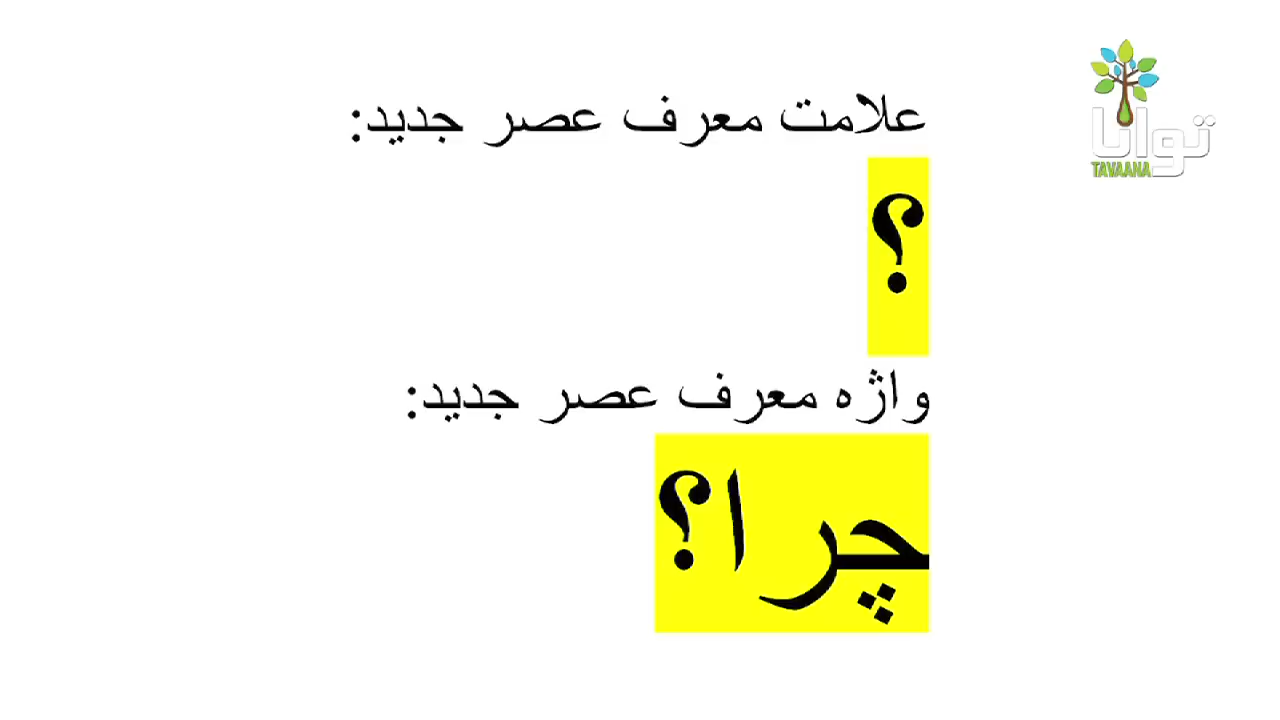 علامت معرف عصر جدید:
؟
واژه معرف عصر جدید:
چرا؟
توانا
TAVAANA